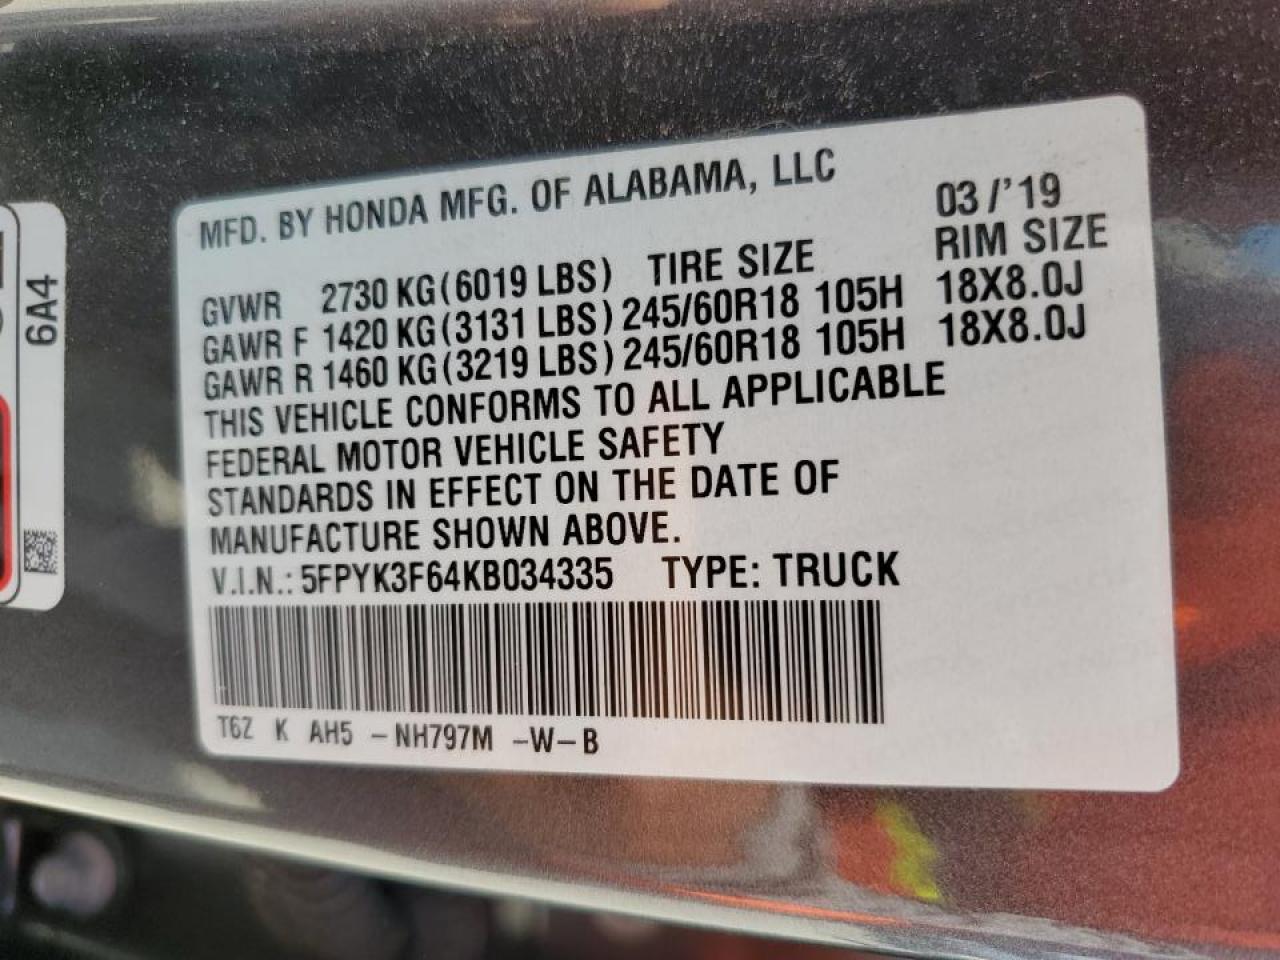 MFD. BY HONDA MFG. OF ALABAMA, LLC 03/'19
GVWR 2730 KG(6019 LBS) TIRE SIZE RIM SIZE
GAWR F 1420 KG(3131 LBS) 245/60R18 105H 18X8.0J
GAWR R 1460 KG(3219 LBS) 245/60R18 105H 18X8.0J
THIS VEHICLE CONFORMS TO ALL APPLICABLE
FEDERAL MOTOR VEHICLE SAFETY
STANDARDS IN EFFECT ON THE DATE OF
MANUFACTURE SHOWN ABOVE.
V.I.N.: 5FPYK3F64KB034335 TYPE: TRUCK
T6Z K AH5 -NH797M -W-B
6A4